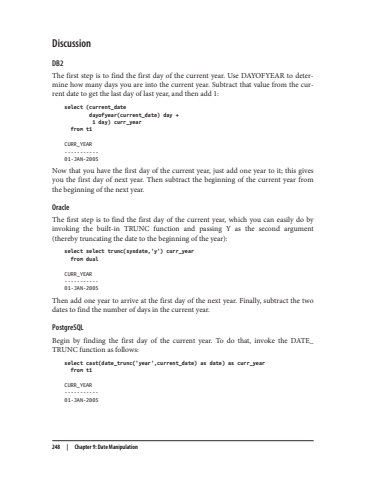 Discussion
DB2
The first step is to find the first day of the current year. Use DAYOFYEAR to deter-
mine how many days you are into the current year. Subtract that value from the cur-
rent date to get the last day of last year, and then add 1:
select (current_date
dayofyear(current_date) day +
1 day) curr_year
from t1
CURR_YEAR
-----------
01-JAN-2005
Now that you have the first day of the current year, just add one year to it; this gives
you the first day of next year. Then subtract the beginning of the current year from
the beginning of the next year.
Oracle
The first step is to find the first day of the current year, which you can easily do by
invoking the built-in TRUNC function and passing Y as the second argument
(thereby truncating the date to the beginning of the year):
select select trunc(sysdate,'y') curr_year
from dual
CURR_YEAR
-----------
01-JAN-2005
Then add one year to arrive at the first day of the next year. Finally, subtract the two
dates to find the number of days in the current year.
PostgreSQL
Begin by finding the first day of the current year. To do that, invoke the DATE_
TRUNC function as follows:
select cast(date_trunc('year',current_date) as date) as curr_year
from t1
CURR_YEAR
-----------
01-JAN-2005
248 | Chapter 9: Date Manipulation